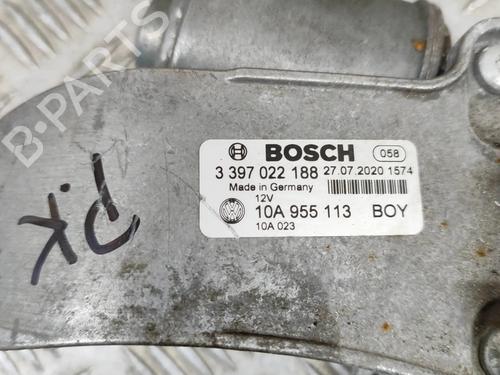 B-PARTS
BOSCH 058
3 397 022 188 27.07.2020 1574
Made in Germany
12V
10A 955 113 BOY
10A 023